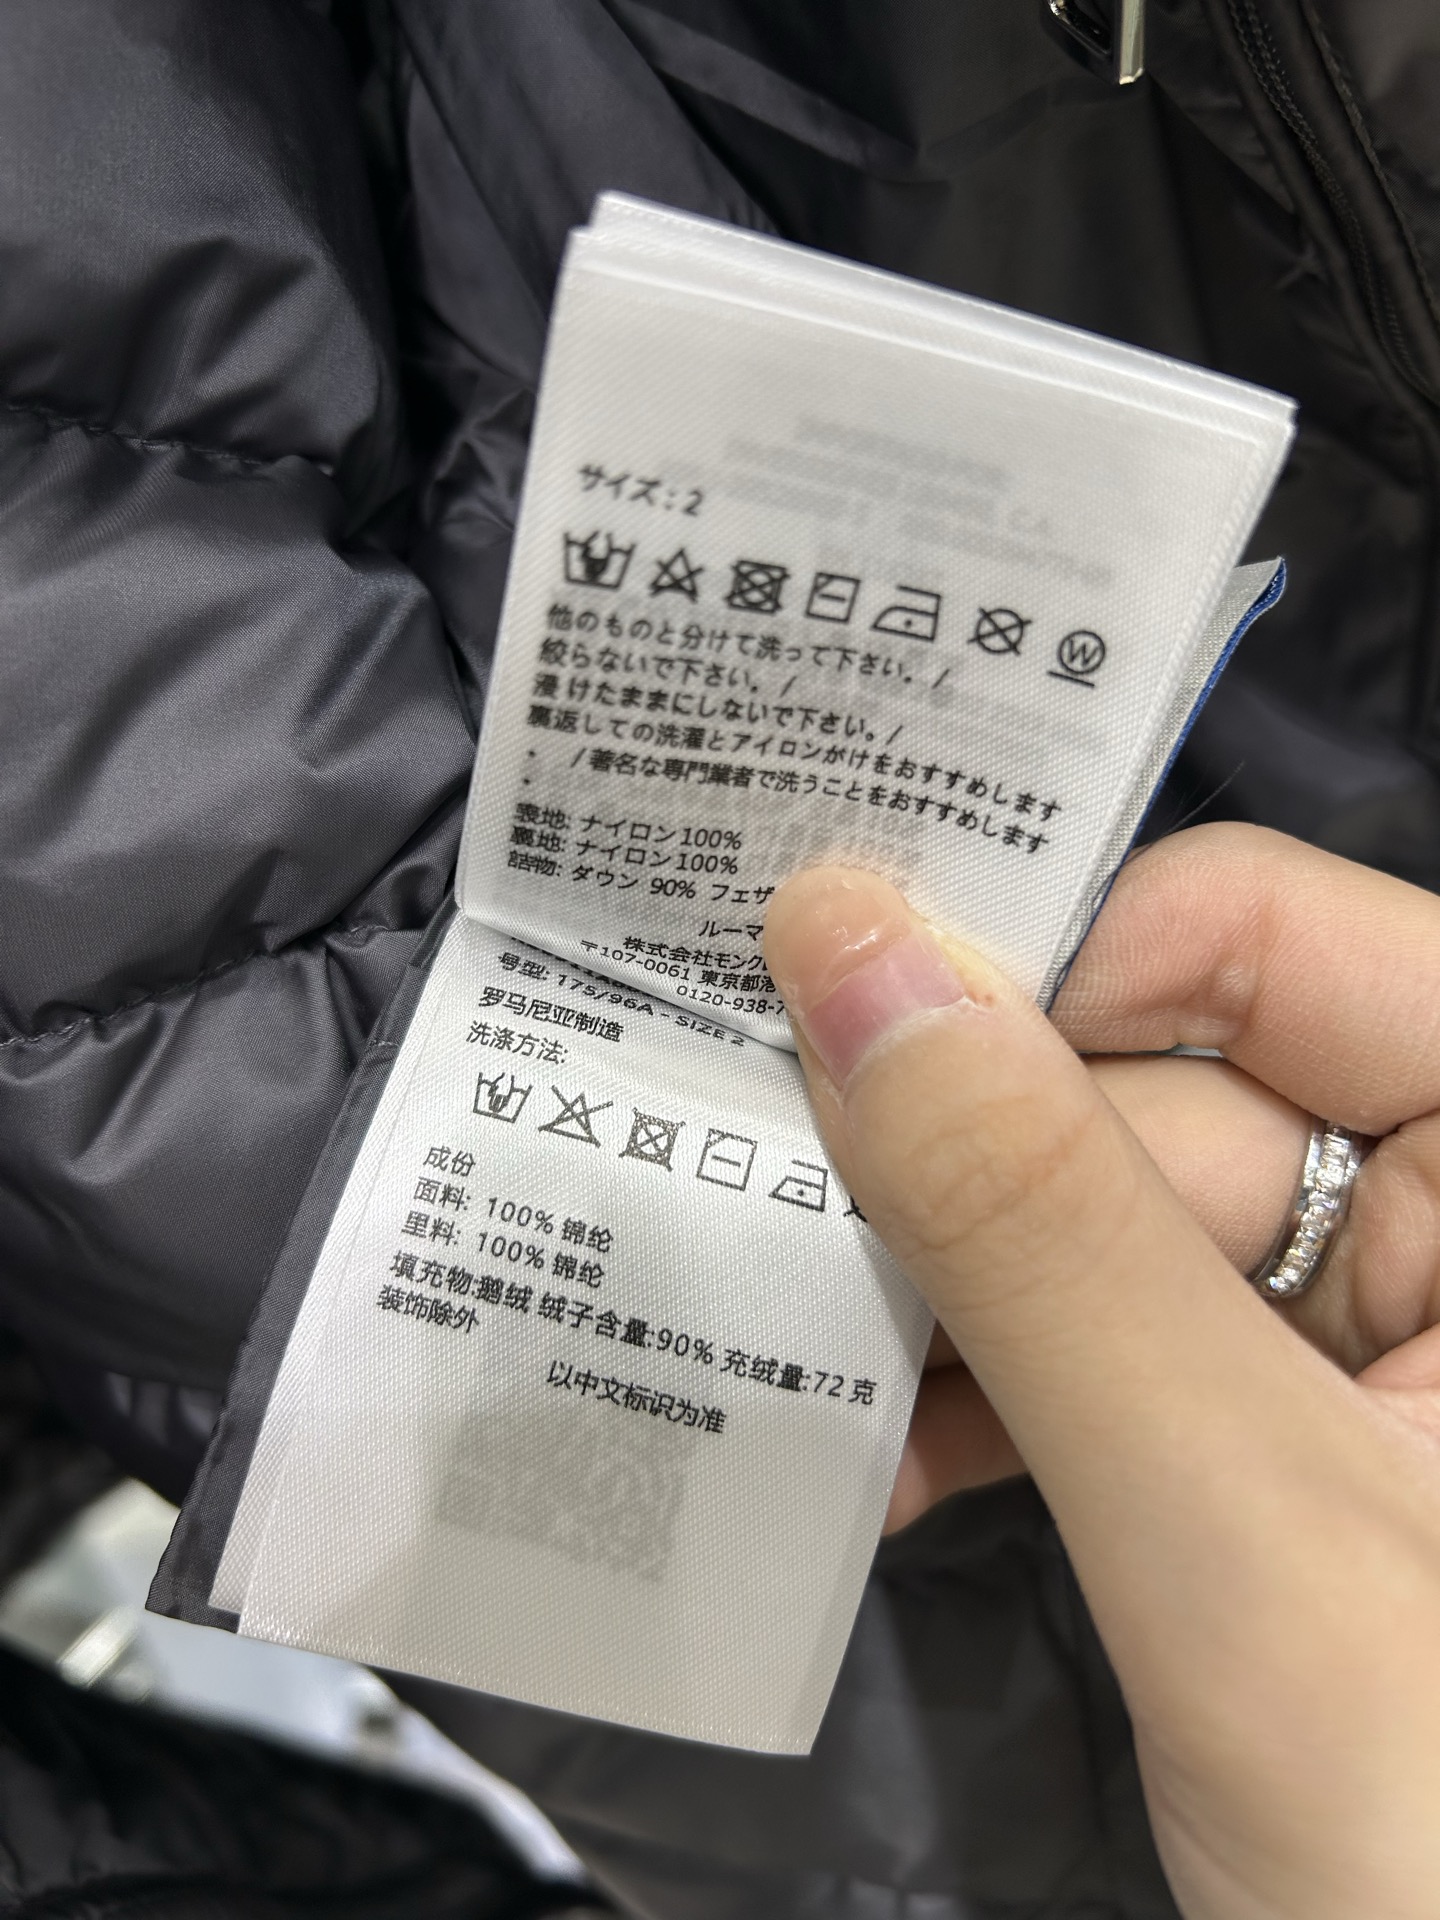 サイズ : 2
W
他のものと分けて洗って下さい。 /
絞らないで下さい。 /
浸 けたままにしないで下さい。/
裏返しての洗濯とアイロンがけをおすすめします
・ /著名な専門業者で洗うことをおすすめします
・
表地: ナイロン100%
裏地: ナイロン100%
詰物: ダウン 90% フェザ
ルーマ
株式会社モンク
〒107-0061 東京都港
0120-938-7
号型: 175/96A - SIZE 2
罗马尼亚制造
洗涤方法:
成份
面料: 100% 锦纶
里料: 100% 锦纶
填充物:鹅绒 绒子含量:90% 充绒量:72 克
装饰除外
以中文标识为准